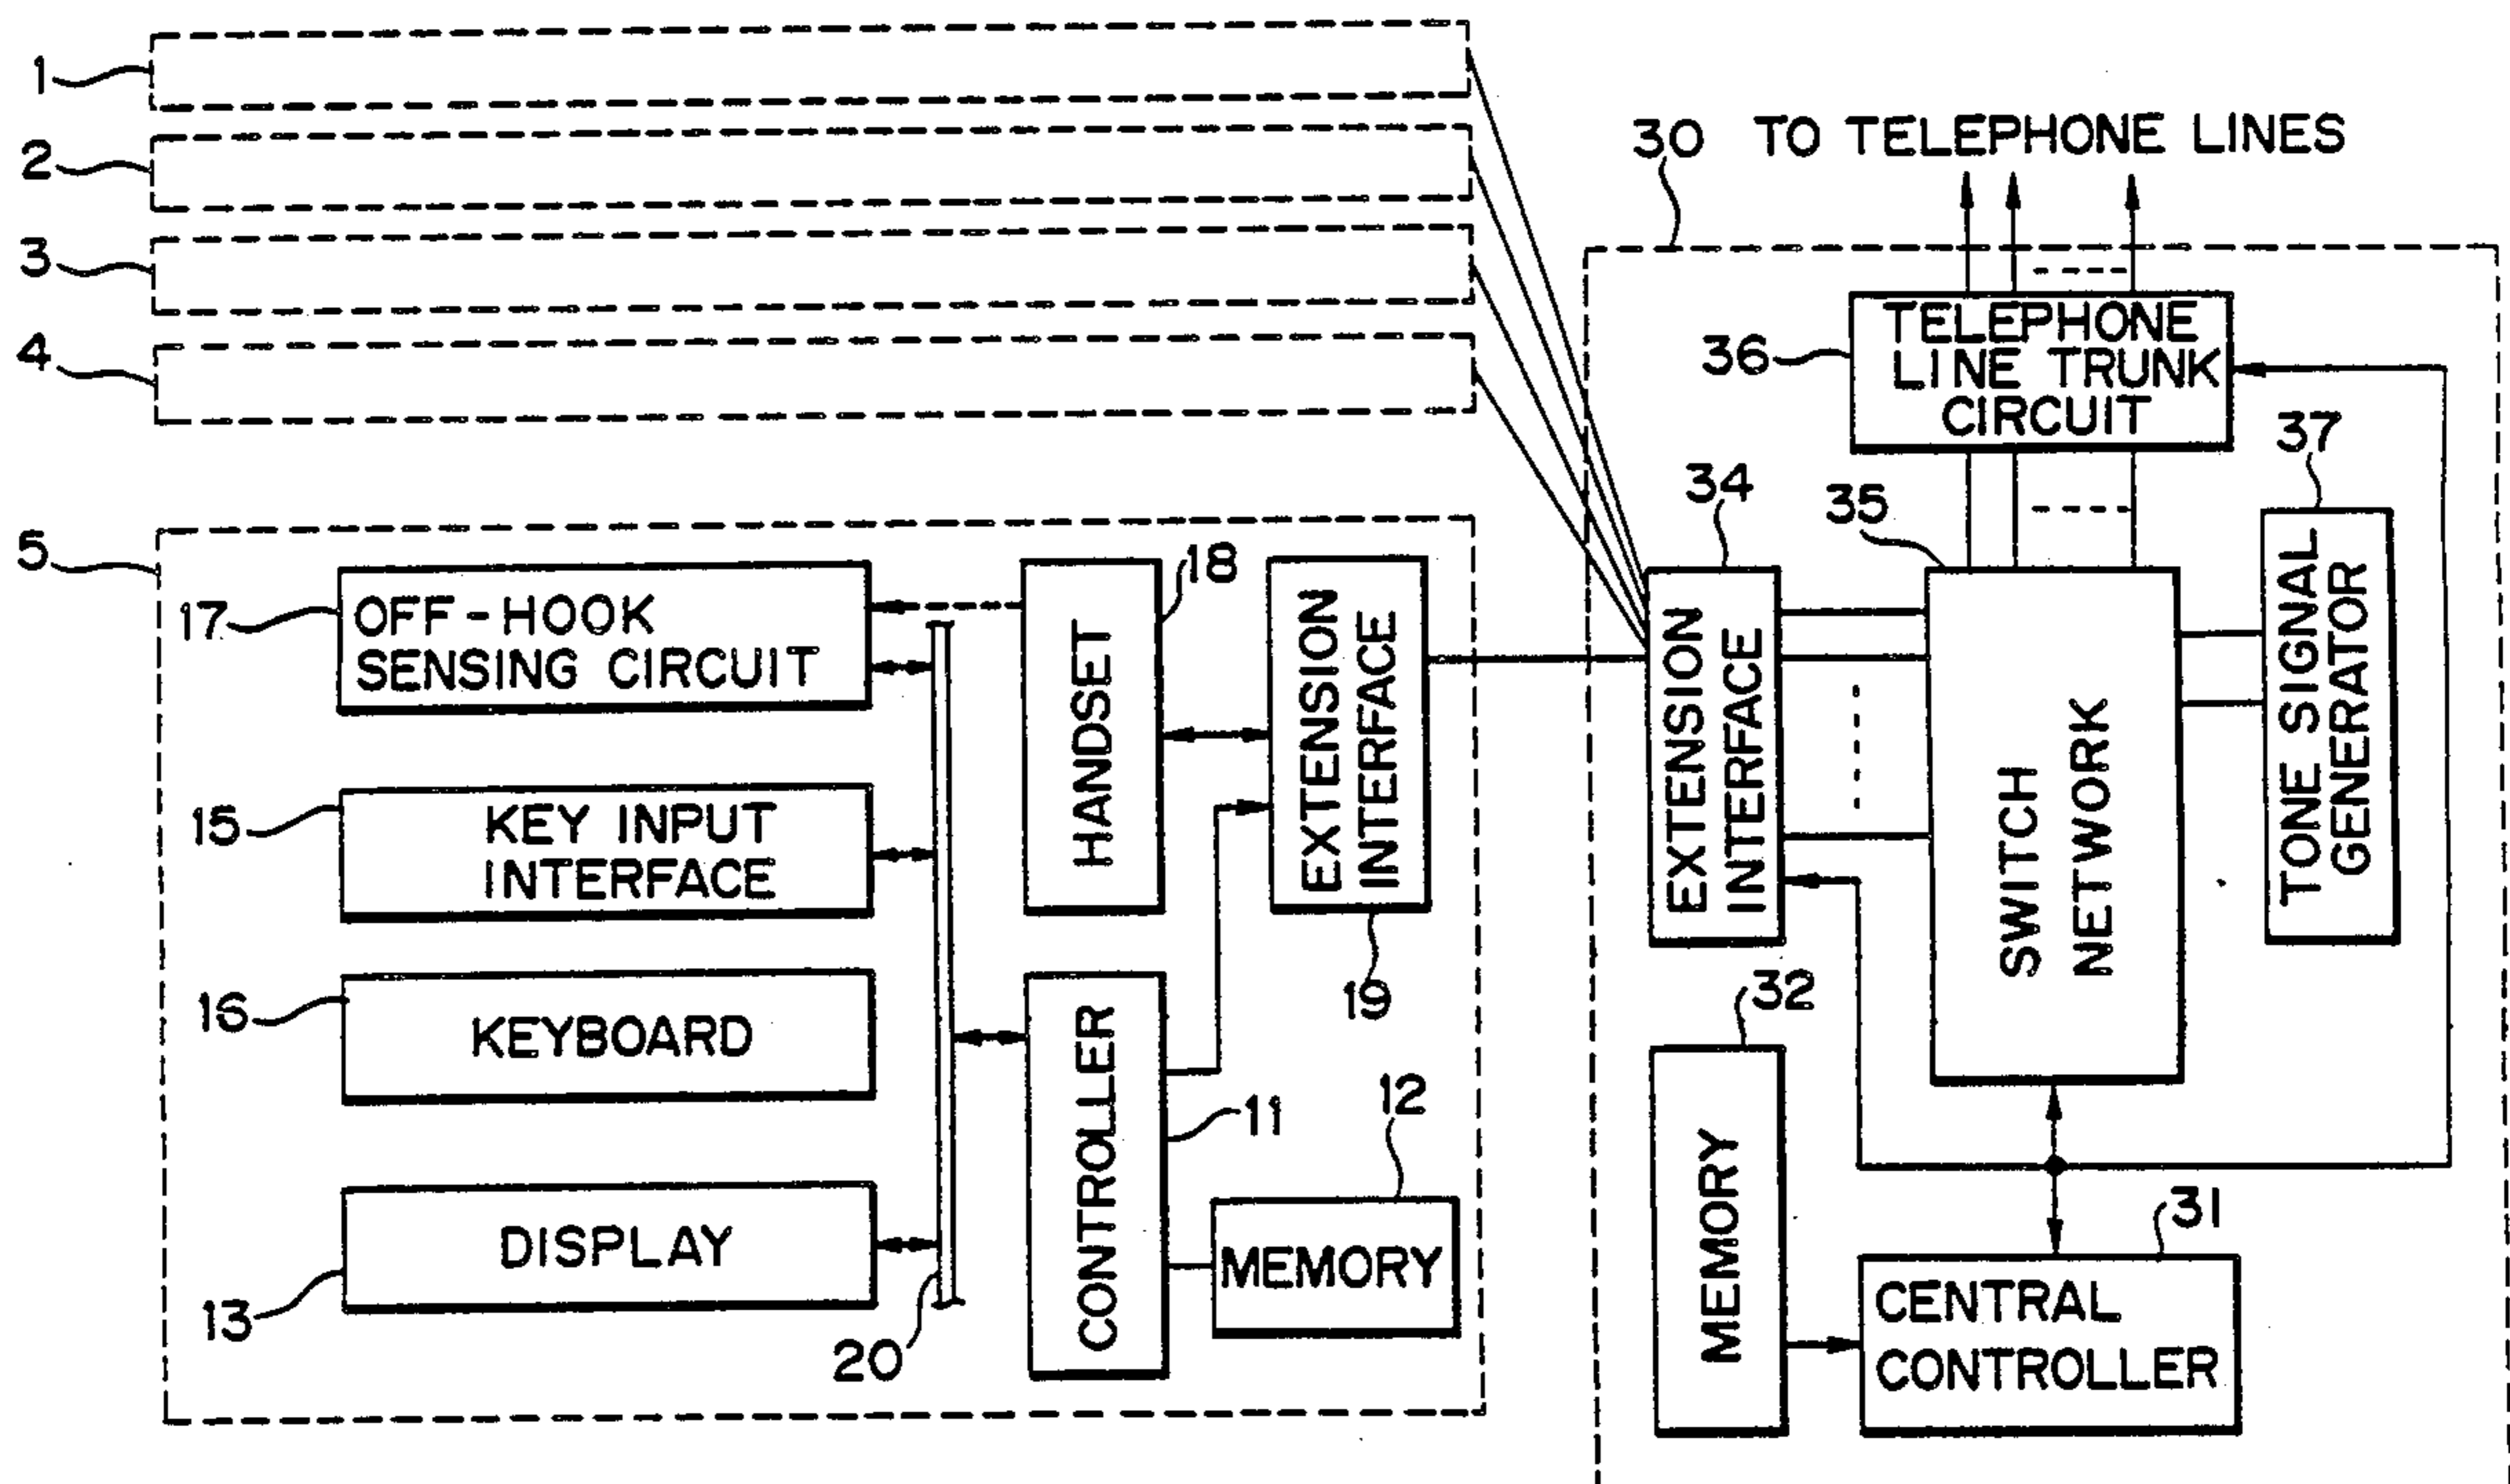 1
2
3
4
5
30 TO TELEPHONE LINES
36
TELEPHONE
LINE TRUNK
CIRCUIT
37
34
35
17
OFF-HOOK
SENSING CIRCUIT
18
HANDSET
EXTENSION
INTERFACE
19
EXTENSION
INTERFACE
SWITCH
NETWORK
TONE SIGNAL
GENERATOR
15
KEY INPUT
INTERFACE
16
KEYBOARD
13
DISPLAY
20
CONTROLLER
11
12
MEMORY
32
MEMORY
31
CENTRAL
CONTROLLER